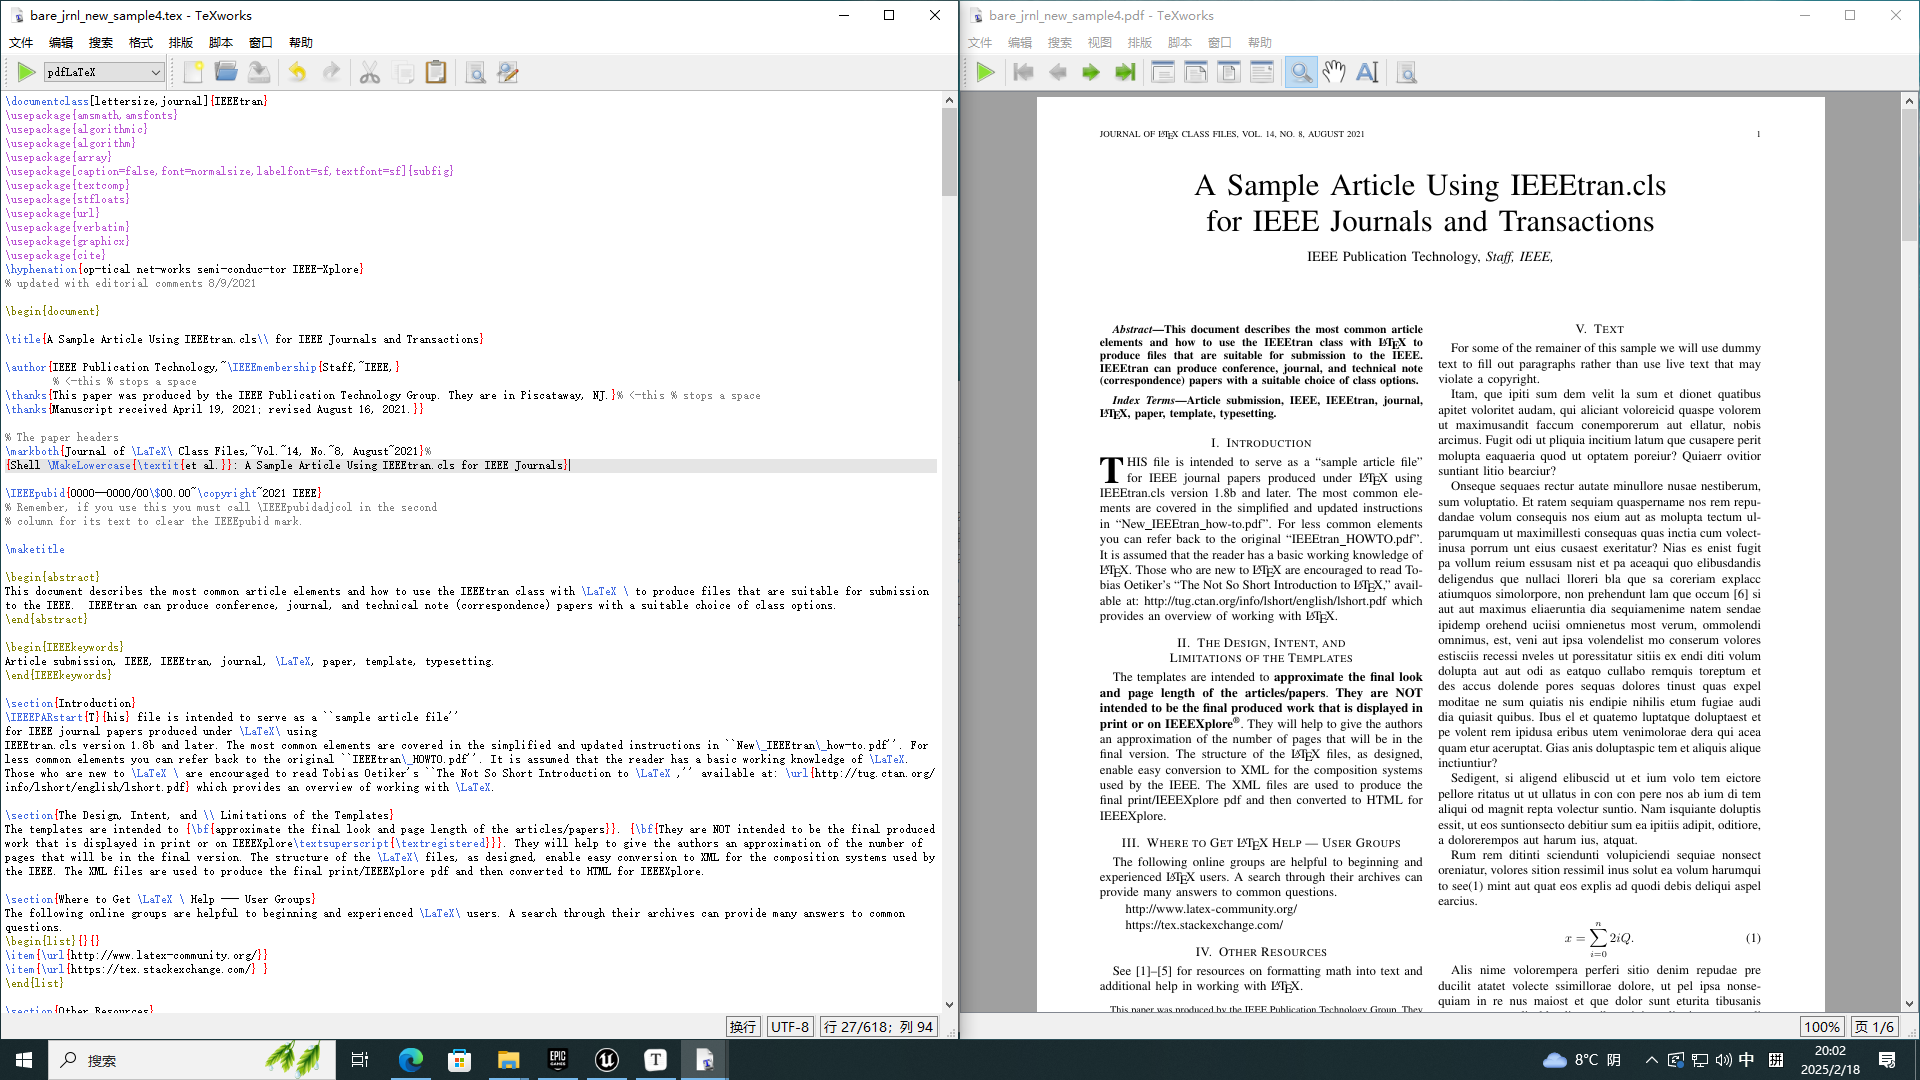 bare_jrnl_new_sample4.tex - TeXworks
文件 编辑 搜索 格式 排版 脚本 窗口 帮助
pdfLaTeX
\documentclass[lettersize,journal]{IEEEtran}
\usepackage{amsmath,amsfonts}
\usepackage{algorithmic}
\usepackage{algorithm}
\usepackage{array}
\usepackage[caption=false,font=normalsize,labelfont=sf,textfont=sf]{subfig}
\usepackage{textcomp}
\usepackage{stfloats}
\usepackage{url}
\usepackage{verbatim}
\usepackage{graphicx}
\usepackage{cite}
\hyphenation{op-tical net-works semi-conduc-tor IEEE-Xplore}
% updated with editorial comments 8/9/2021
\begin{document}
\title{A Sample Article Using IEEEtran.cls\\ for IEEE Journals and Transactions}
\author{IEEE Publication Technology,~\IEEEmembership{Staff,~IEEE,}
% <-this % stops a space
\thanks{This paper was produced by the IEEE Publication Technology Group. They are in Piscataway, NJ.}% <-this % stops a space
\thanks{Manuscript received April 19, 2021; revised August 16, 2021.}}
% The paper headers
\markboth{Journal of \LaTeX\ Class Files,~Vol.~14, No.~8, August~2021}%
{Shell \MakeLowercase{\textit{et al.}}: A Sample Article Using IEEEtran.cls for IEEE Journals}
\IEEEpubid{0000--0000/00\$00.00~\copyright~2021 IEEE}
% Remember, if you use this you must call \IEEEpubidadjcol in the second
% column for its text to clear the IEEEpubid mark.
\maketitle
\begin{abstract}
This document describes the most common article elements and how to use the IEEEtran class with \LaTeX \ to produce files that are suitable for submission
to the IEEE.  IEEEtran can produce conference, journal, and technical note (correspondence) papers with a suitable choice of class options.
\end{abstract}
\begin{IEEEkeywords}
Article submission, IEEE, IEEEtran, journal, \LaTeX, paper, template, typesetting.
\end{IEEEkeywords}
\section{Introduction}
\IEEEPARstart{T}{his} file is intended to serve as a ``sample article file''
for IEEE journal papers produced under \LaTeX\ using
IEEEtran.cls version 1.8b and later. The most common elements are covered in the simplified and updated instructions in ``New\_IEEEtran\_how-to.pdf''. For
less common elements you can refer back to the original ``IEEEtran\_HOWTO.pdf''. It is assumed that the reader has a basic working knowledge of \LaTeX.
Those who are new to \LaTeX \ are encouraged to read Tobias Oetiker's ``The Not So Short Introduction to \LaTeX ,'' available at: \url{http://tug.ctan.org/
info/lshort/english/lshort.pdf} which provides an overview of working with \LaTeX.
\section{The Design, Intent, and \\ Limitations of the Templates}
The templates are intended to {\bf{approximate the final look and page length of the articles/papers}}. {\bf{They are NOT intended to be the final produced
work that is displayed in print or on IEEEXplore\textsuperscript{\textregistered}}}. They will help to give the authors an approximation of the number of
pages that will be in the final version. The structure of the \LaTeX\ files, as designed, enable easy conversion to XML for the composition systems used by
the IEEE. The XML files are used to produce the final print/IEEEXplore pdf and then converted to HTML for IEEEXplore.
\section{Where to Get \LaTeX \ Help --- User Groups}
The following online groups are helpful to beginning and experienced \LaTeX\ users. A search through their archives can provide many answers to common
questions.
\begin{list}{}{}
\item{\url{http://www.latex-community.org/}}
\item{\url{https://tex.stackexchange.com/} }
\end{list}
\section{Other Resources}
换行 UTF-8 行 27/618; 列 94
bare_jrnl_new_sample4.pdf - TeXworks
文件 编辑 搜索 视图 排版 脚本 窗口 帮助
JOURNAL OF LATEX CLASS FILES, VOL. 14, NO. 8, AUGUST 2021 1
A Sample Article Using IEEEtran.cls
for IEEE Journals and Transactions
IEEE Publication Technology, Staff, IEEE,
Abstract—This document describes the most common article
elements and how to use the IEEEtran class with LATEX to
produce files that are suitable for submission to the IEEE.
IEEEtran can produce conference, journal, and technical note
(correspondence) papers with a suitable choice of class options.
Index Terms—Article submission, IEEE, IEEEtran, journal,
LATEX, paper, template, typesetting.
I. INTRODUCTION
THIS file is intended to serve as a “sample article file”
for IEEE journal papers produced under LATEX using
IEEEtran.cls version 1.8b and later. The most common ele-
ments are covered in the simplified and updated instructions
in “New_IEEEtran_how-to.pdf”. For less common elements
you can refer back to the original “IEEEtran_HOWTO.pdf”.
It is assumed that the reader has a basic working knowledge of
LATEX. Those who are new to LATEX are encouraged to read To-
bias Oetiker’s “The Not So Short Introduction to LATEX,” avail-
able at: http://tug.ctan.org/info/lshort/english/lshort.pdf which
provides an overview of working with LATEX.
II. THE DESIGN, INTENT, AND
LIMITATIONS OF THE TEMPLATES
The templates are intended to approximate the final look
and page length of the articles/papers. They are NOT
intended to be the final produced work that is displayed in
print or on IEEEXplore®. They will help to give the authors
an approximation of the number of pages that will be in the
final version. The structure of the LATEX files, as designed,
enable easy conversion to XML for the composition systems
used by the IEEE. The XML files are used to produce the
final print/IEEEXplore pdf and then converted to HTML for
IEEEXplore.
III. WHERE TO GET LATEX HELP — USER GROUPS
The following online groups are helpful to beginning and
experienced LATEX users. A search through their archives can
provide many answers to common questions.
http://www.latex-community.org/
https://tex.stackexchange.com/
IV. OTHER RESOURCES
See [1]–[5] for resources on formatting math into text and
additional help in working with LATEX.
This paper was produced by the IEEE Publication Technology Group. They
V. TEXT
For some of the remainer of this sample we will use dummy
text to fill out paragraphs rather than use live text that may
violate a copyright.
Itam, que ipiti sum dem velit la sum et dionet quatibus
apitet voloritet audam, qui aliciant voloreicid quaspe volorem
ut maximusandit faccum conemporerum aut ellatur, nobis
arcimus. Fugit odi ut pliquia incitium latum que cusapere perit
molupta eaquaeria quod ut optatem poreiur? Quiaerr ovitior
suntiant litio bearciur?
Onseque sequaes rectur autate minullore nusae nestiberum,
sum voluptatio. Et ratem sequiam quaspername nos rem repu-
dandae volum consequis nos eium aut as molupta tectum ul-
parumquam ut maximillesti consequas quas inctia cum volect-
inusa porrum unt eius cusaest exeritatur? Nias es enist fugit
pa vollum reium essusam nist et pa aceaqui quo elibusdandis
deligendus que nullaci lloreri bla que sa coreriam explacc
atiumquos simolorpore, non prehendunt lam que occum [6] si
aut aut maximus eliaeruntia dia sequiamenime natem sendae
ipidemp orehend uciisi omnienetus most verum, ommolendi
omnimus, est, veni aut ipsa volendelist mo conserum volores
estisciis recessi nveles ut poressitatur sitiis ex endi diti volum
dolupta aut aut odi as eatquo cullabo remquis toreptum et
des accus dolende pores sequas dolores tinust quas expel
moditae ne sum quiatis nis endipie nihilis etum fugiae audi
dia quiasit quibus. Ibus el et quatemo luptatque doluptaest et
pe volent rem ipidusa eribus utem venimolorae dera qui acea
quam etur aceruptat. Gias anis doluptaspic tem et aliquis alique
inctiuntiur?
Sedigent, si aligend elibuscid ut et ium volo tem eictore
pellore ritatus ut ut ullatus in con con pere nos ab ium di tem
aliqui od magnit repta volectur suntio. Nam isquiante doluptis
essit, ut eos suntionsecto debitiur sum ea ipitiis adipit, oditiore,
a dolorerempos aut harum ius, atquat.
Rum rem ditinti sciendunti volupiciendi sequiae nonsect
oreniatur, volores sition ressimil inus solut ea volum harumqui
to see(1) mint aut quat eos explis ad quodi debis deliqui aspel
earcius.
x = ∑_{i=0}^{n} 2iQ. (1)
Alis nime volorempera perferi sitio denim repudae pre
ducilit atatet volecte ssimillorae dolore, ut pel ipsa nonse-
quiam in re nus maiost et que dolor sunt eturita tibusanis
100% 页 1/6
搜索
EPIC GAMES
T
8°C 阴
中 拼
20:02
2025/2/18